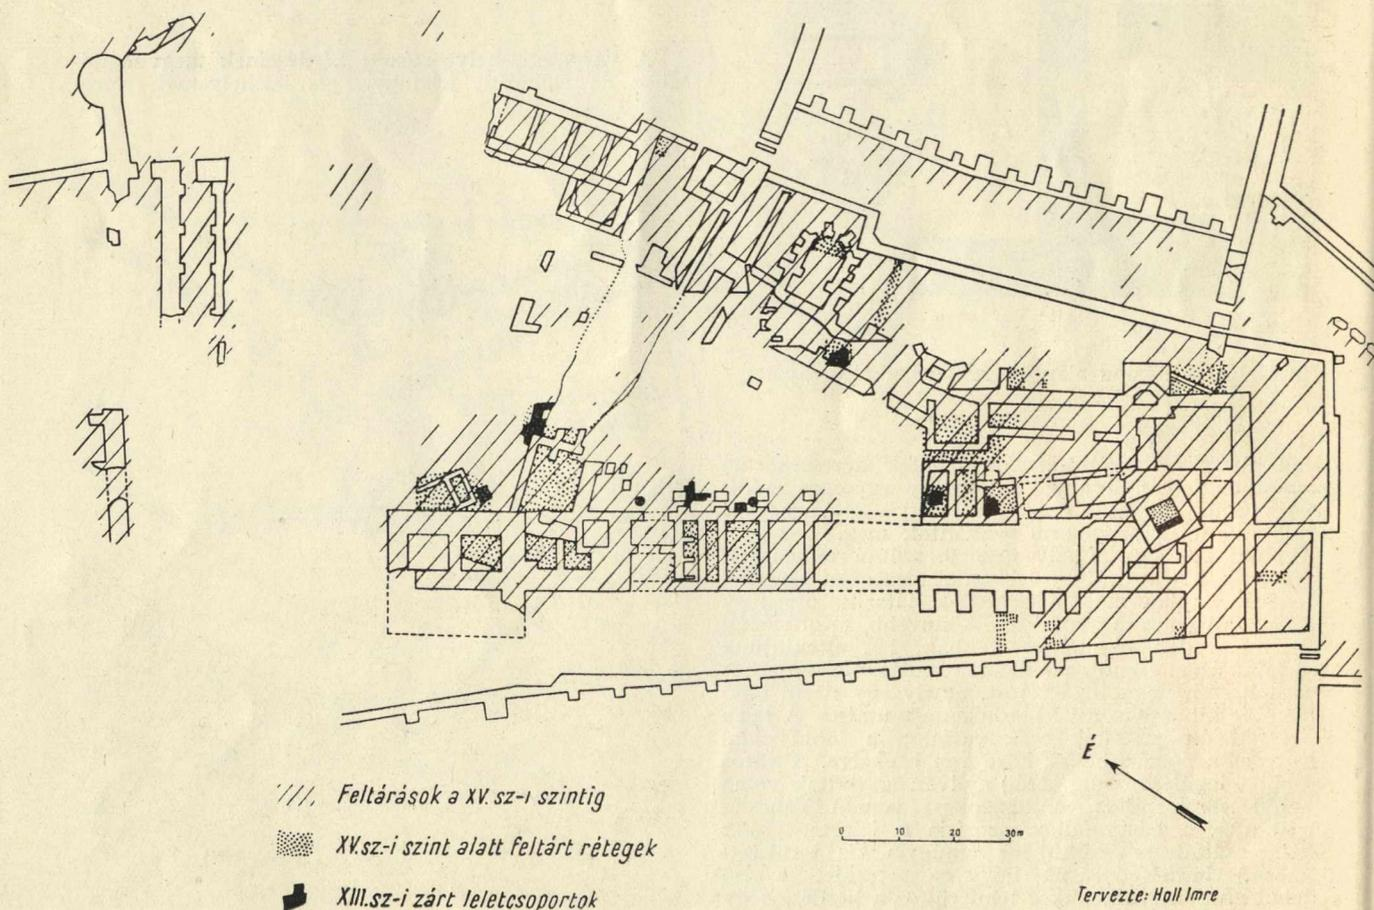 É
Feltárások a XV. sz-i szintig
0 10 20 30m
XV.sz.-i szint alatt feltárt rétegek
XIII.sz-i zárt leletcsoportok
Tervezte: Holl Imre